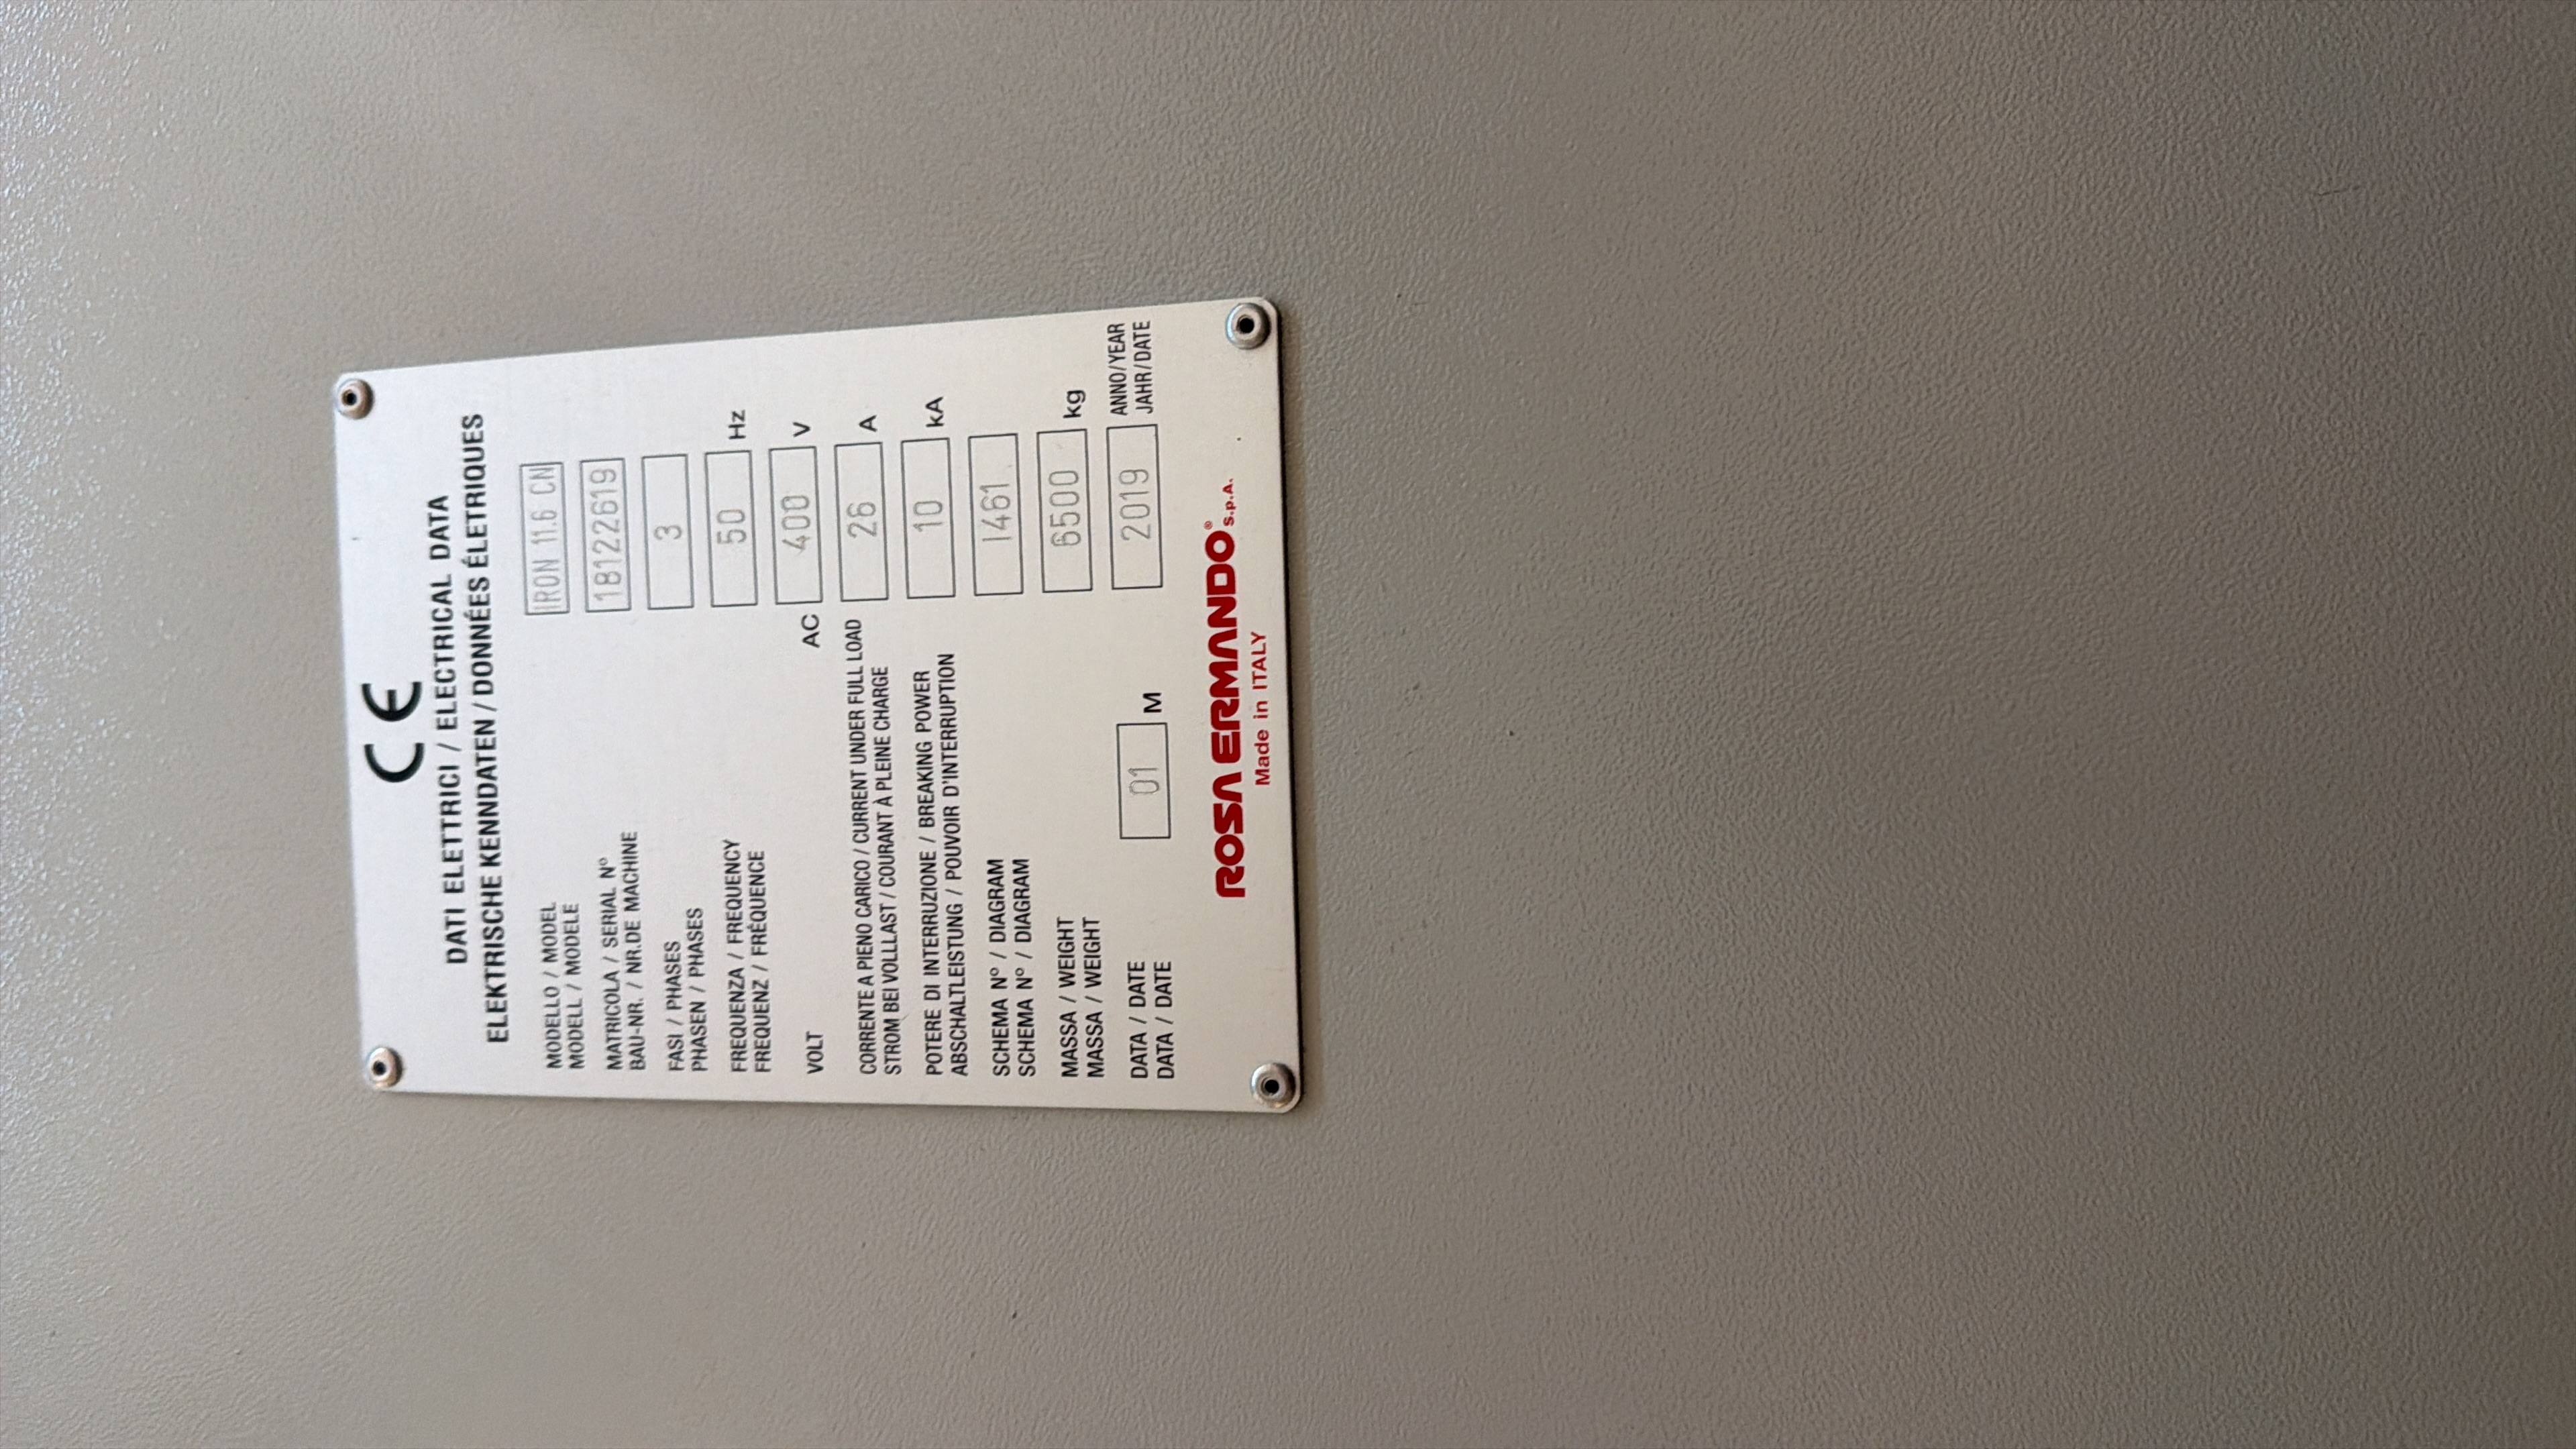 CE
DATI ELETTRICI / ELECTRICAL DATA
ELEKTRISCHE KENNDATEN / DONNÉES ÉLETRIQUES
MODELLO / MODEL
MODELL / MODELE
IRON 11.6 CN
MATRICOLA / SERIAL Nº
BAU-NR. / NR.DE MACHINE
18122619
FASI / PHASES
PHASEN / PHASES
3
FREQUENZA / FREQUENCY
FREQUENZ / FRÉQUENCE
50 Hz
VOLT AC 400 V
CORRENTE A PIENO CARICO / CURRENT UNDER FULL LOAD
STROM BEI VOLLLAST / COURANT À PLEINE CHARGE
26 A
POTERE DI INTERRUZIONE / BREAKING POWER
ABSCHALTLEISTUNG / POUVOIR D'INTERRUPTION
10 kA
SCHEMA Nº / DIAGRAM
SCHEMA Nº / DIAGRAM
1461
MASSA / WEIGHT
MASSA / WEIGHT
6500 kg
DATA / DATE
DATA / DATE
01 M
2019
ANNO/YEAR
JAHR/DATE
ROSA ERMANDO® S.p.A.
Made in ITALY